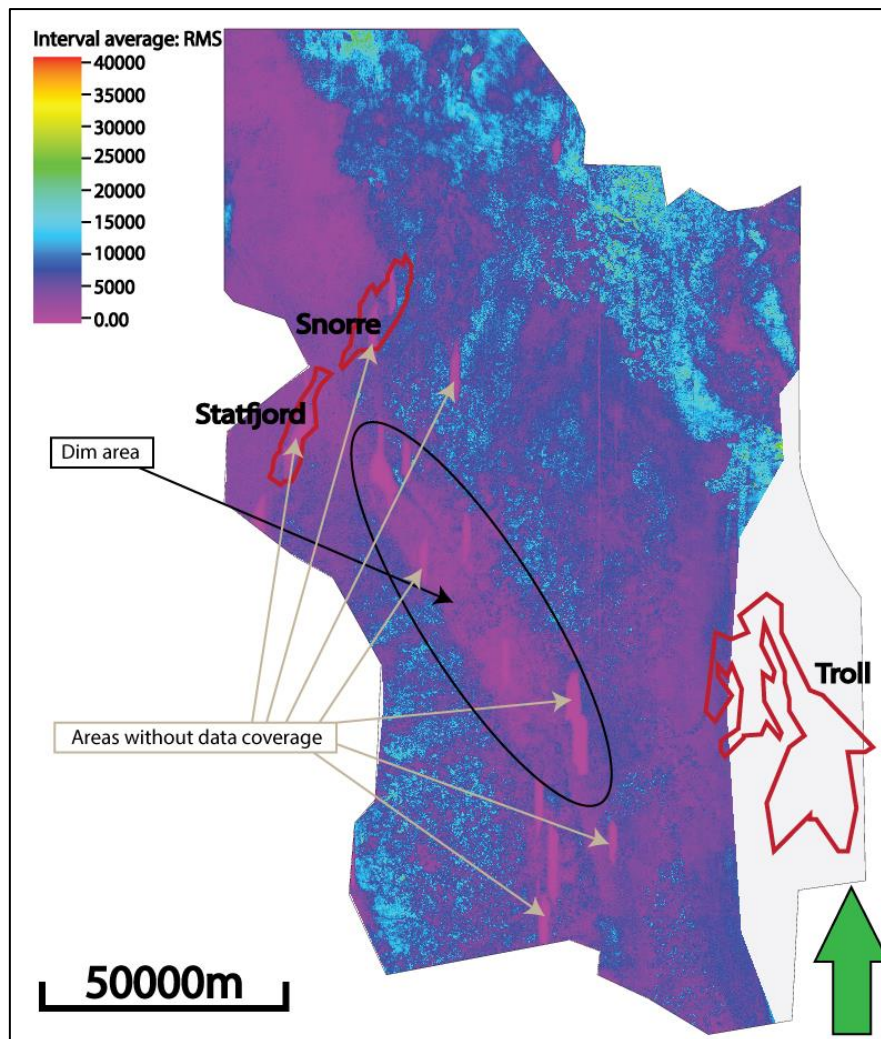 Interval average: RMS
40000
35000
30000
25000
20000
15000
10000
5000
0.00
Snorre
Statfjord
Dim area
Troll
Areas without data coverage
50000m